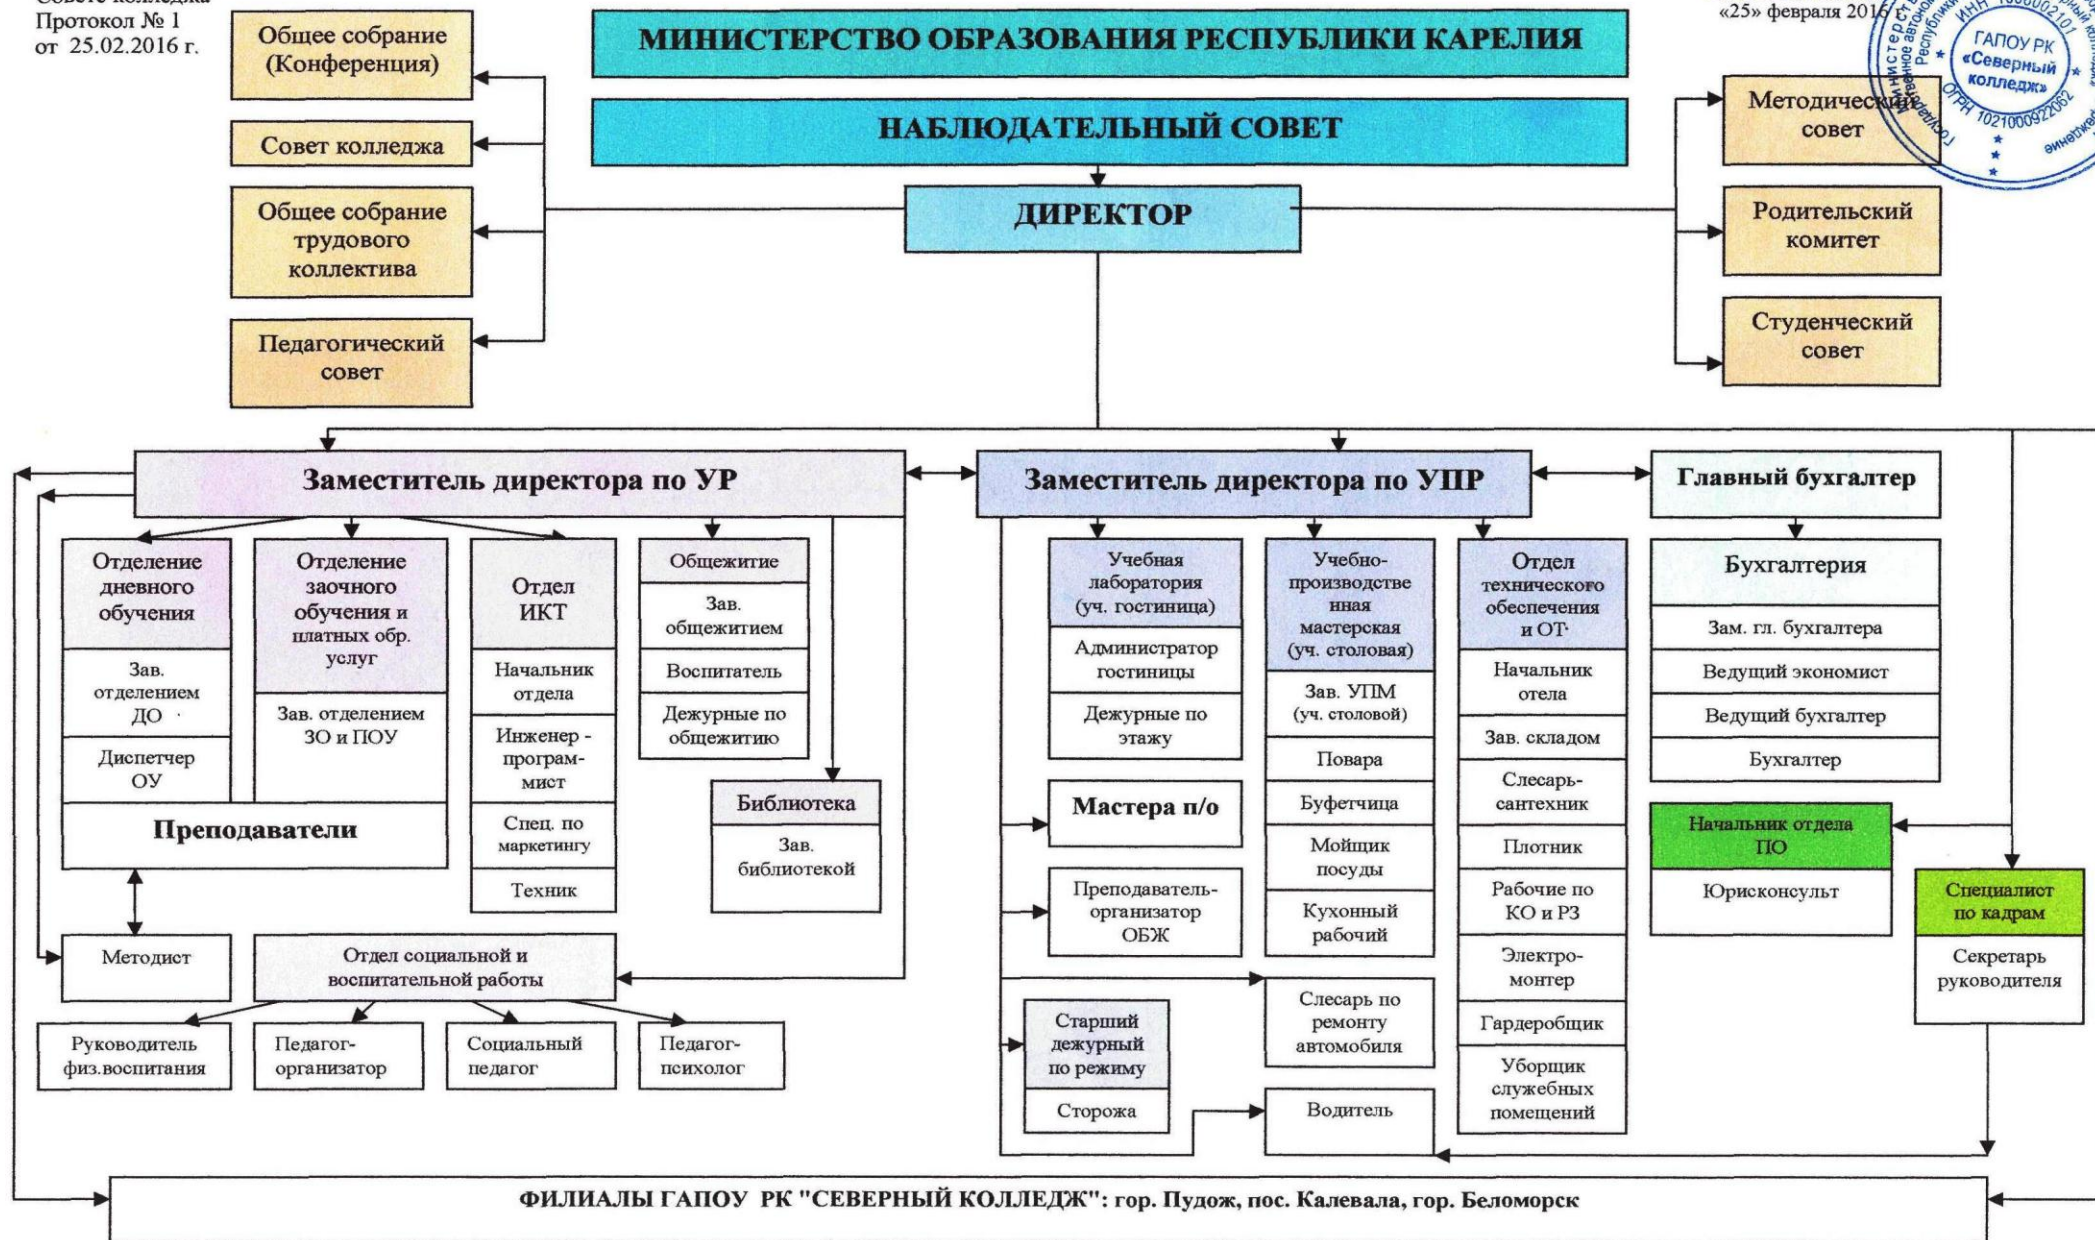 Протокол № 1
от 25.02.2016 г.
«25» февраля 2016 г.
ИНН 1006002101
ГАПОУ РК
«Северный
колледж»
ОГРН 1021000922062
МИНИСТЕРСТВО ОБРАЗОВАНИЯ РЕСПУБЛИКИ КАРЕЛИЯ
НАБЛЮДАТЕЛЬНЫЙ СОВЕТ
ДИРЕКТОР
Общее собрание
(Конференция)
Совет колледжа
Общее собрание
трудового
коллектива
Педагогический
совет
Методический
совет
Родительский
комитет
Студенческий
совет
Заместитель директора по УР
Заместитель директора по УПР
Главный бухгалтер
Отделение
дневного
обучения
Зав.
отделением
ДО
Диспетчер
ОУ
Отделение
заочного
обучения и
платных обр.
услуг
Зав. отделением
ЗО и ПОУ
Преподаватели
Отдел
ИКТ
Начальник
отдела
Инженер -
програм-
мист
Спец. по
маркетингу
Техник
Общежитие
Зав.
общежитием
Воспитатель
Дежурные по
общежитию
Библиотека
Зав.
библиотекой
Методист
Отдел социальной и
воспитательной работы
Руководитель
физ.воспитания
Педагог-
организатор
Социальный
педагог
Педагог-
психолог
Учебная
лаборатория
(уч. гостиница)
Администратор
гостиницы
Дежурные по
этажу
Мастера п/о
Преподаватель-
организатор
ОБЖ
Старший
дежурный
по режиму
Сторожа
Учебно-
производстве
нная
мастерская
(уч. столовая)
Зав. УПМ
(уч. столовой)
Повара
Буфетчица
Мойщик
посуды
Кухонный
рабочий
Слесарь по
ремонту
автомобиля
Водитель
Отдел
технического
обеспечения
и ОТ
Начальник
отела
Зав. складом
Слесарь-
сантехник
Плотник
Рабочие по
КО и РЗ
Электро-
монтер
Гардеробщик
Уборщик
служебных
помещений
Бухгалтерия
Зам. гл. бухгалтера
Ведущий экономист
Ведущий бухгалтер
Бухгалтер
Начальник отдела
ПО
Юрисконсульт
Специалист
по кадрам
Секретарь
руководителя
ФИЛИАЛЫ ГАПОУ РК "СЕВЕРНЫЙ КОЛЛЕДЖ": гор. Пудож, пос. Калевала, гор. Беломорск